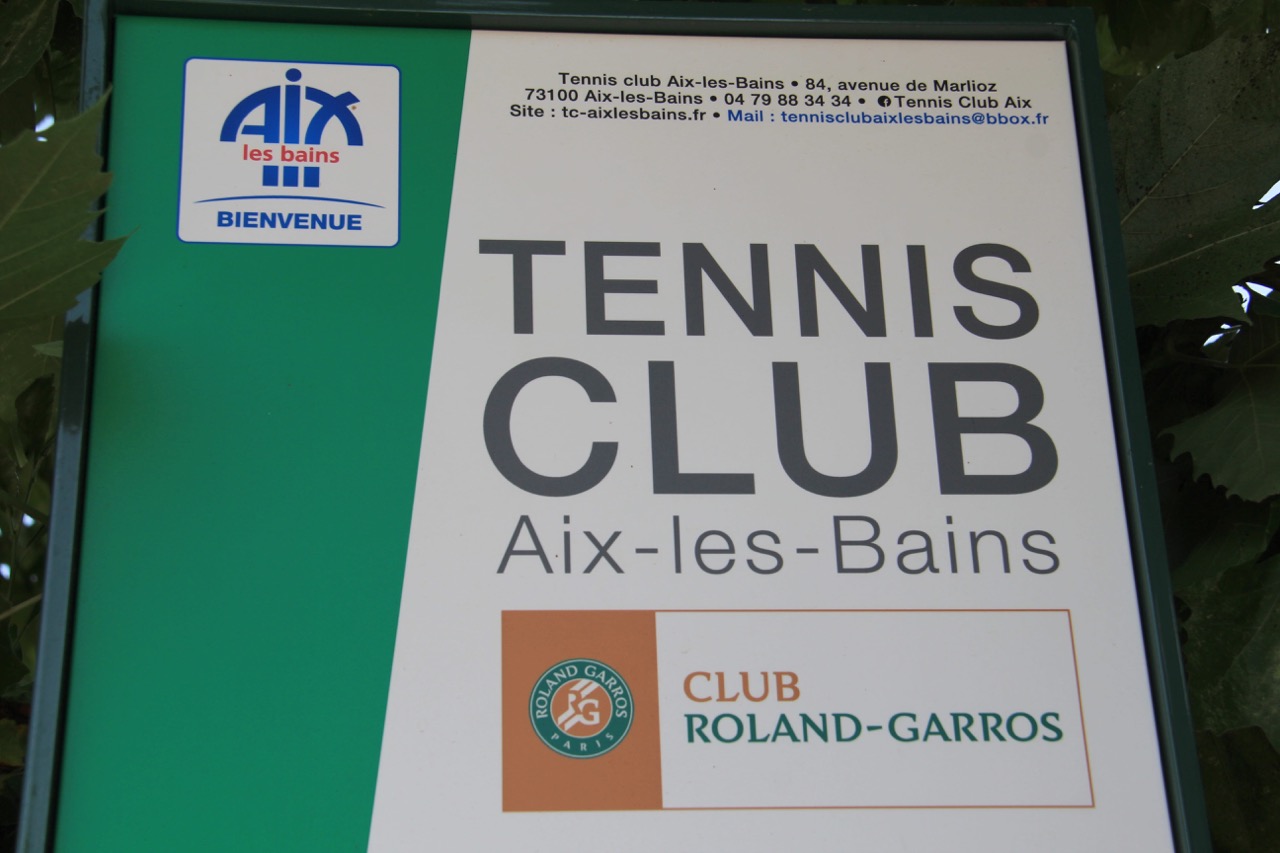 AiX
les bains
BIENVENUE
Tennis club Aix-les-Bains • 84, avenue de Marlioz
73100 Aix-les-Bains • 04 79 88 34 34 • Tennis Club Aix
Site : tc-aixlesbains.fr • Mail : tennisclubaixlesbains@bbox.fr
TENNIS
CLUB
Aix-les-Bains
ROLAND GARROS
RG
PARIS
CLUB
ROLAND-GARROS